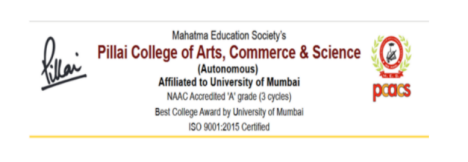 Mahatma Education Society's
Pillai
Pillai College of Arts, Commerce & Science
(Autonomous)
Affiliated to University of Mumbai
NAAC Accredited 'A' grade (3 cycles)
Best College Award by University of Mumbai
ISO 9001:2015 Certified
pcacs